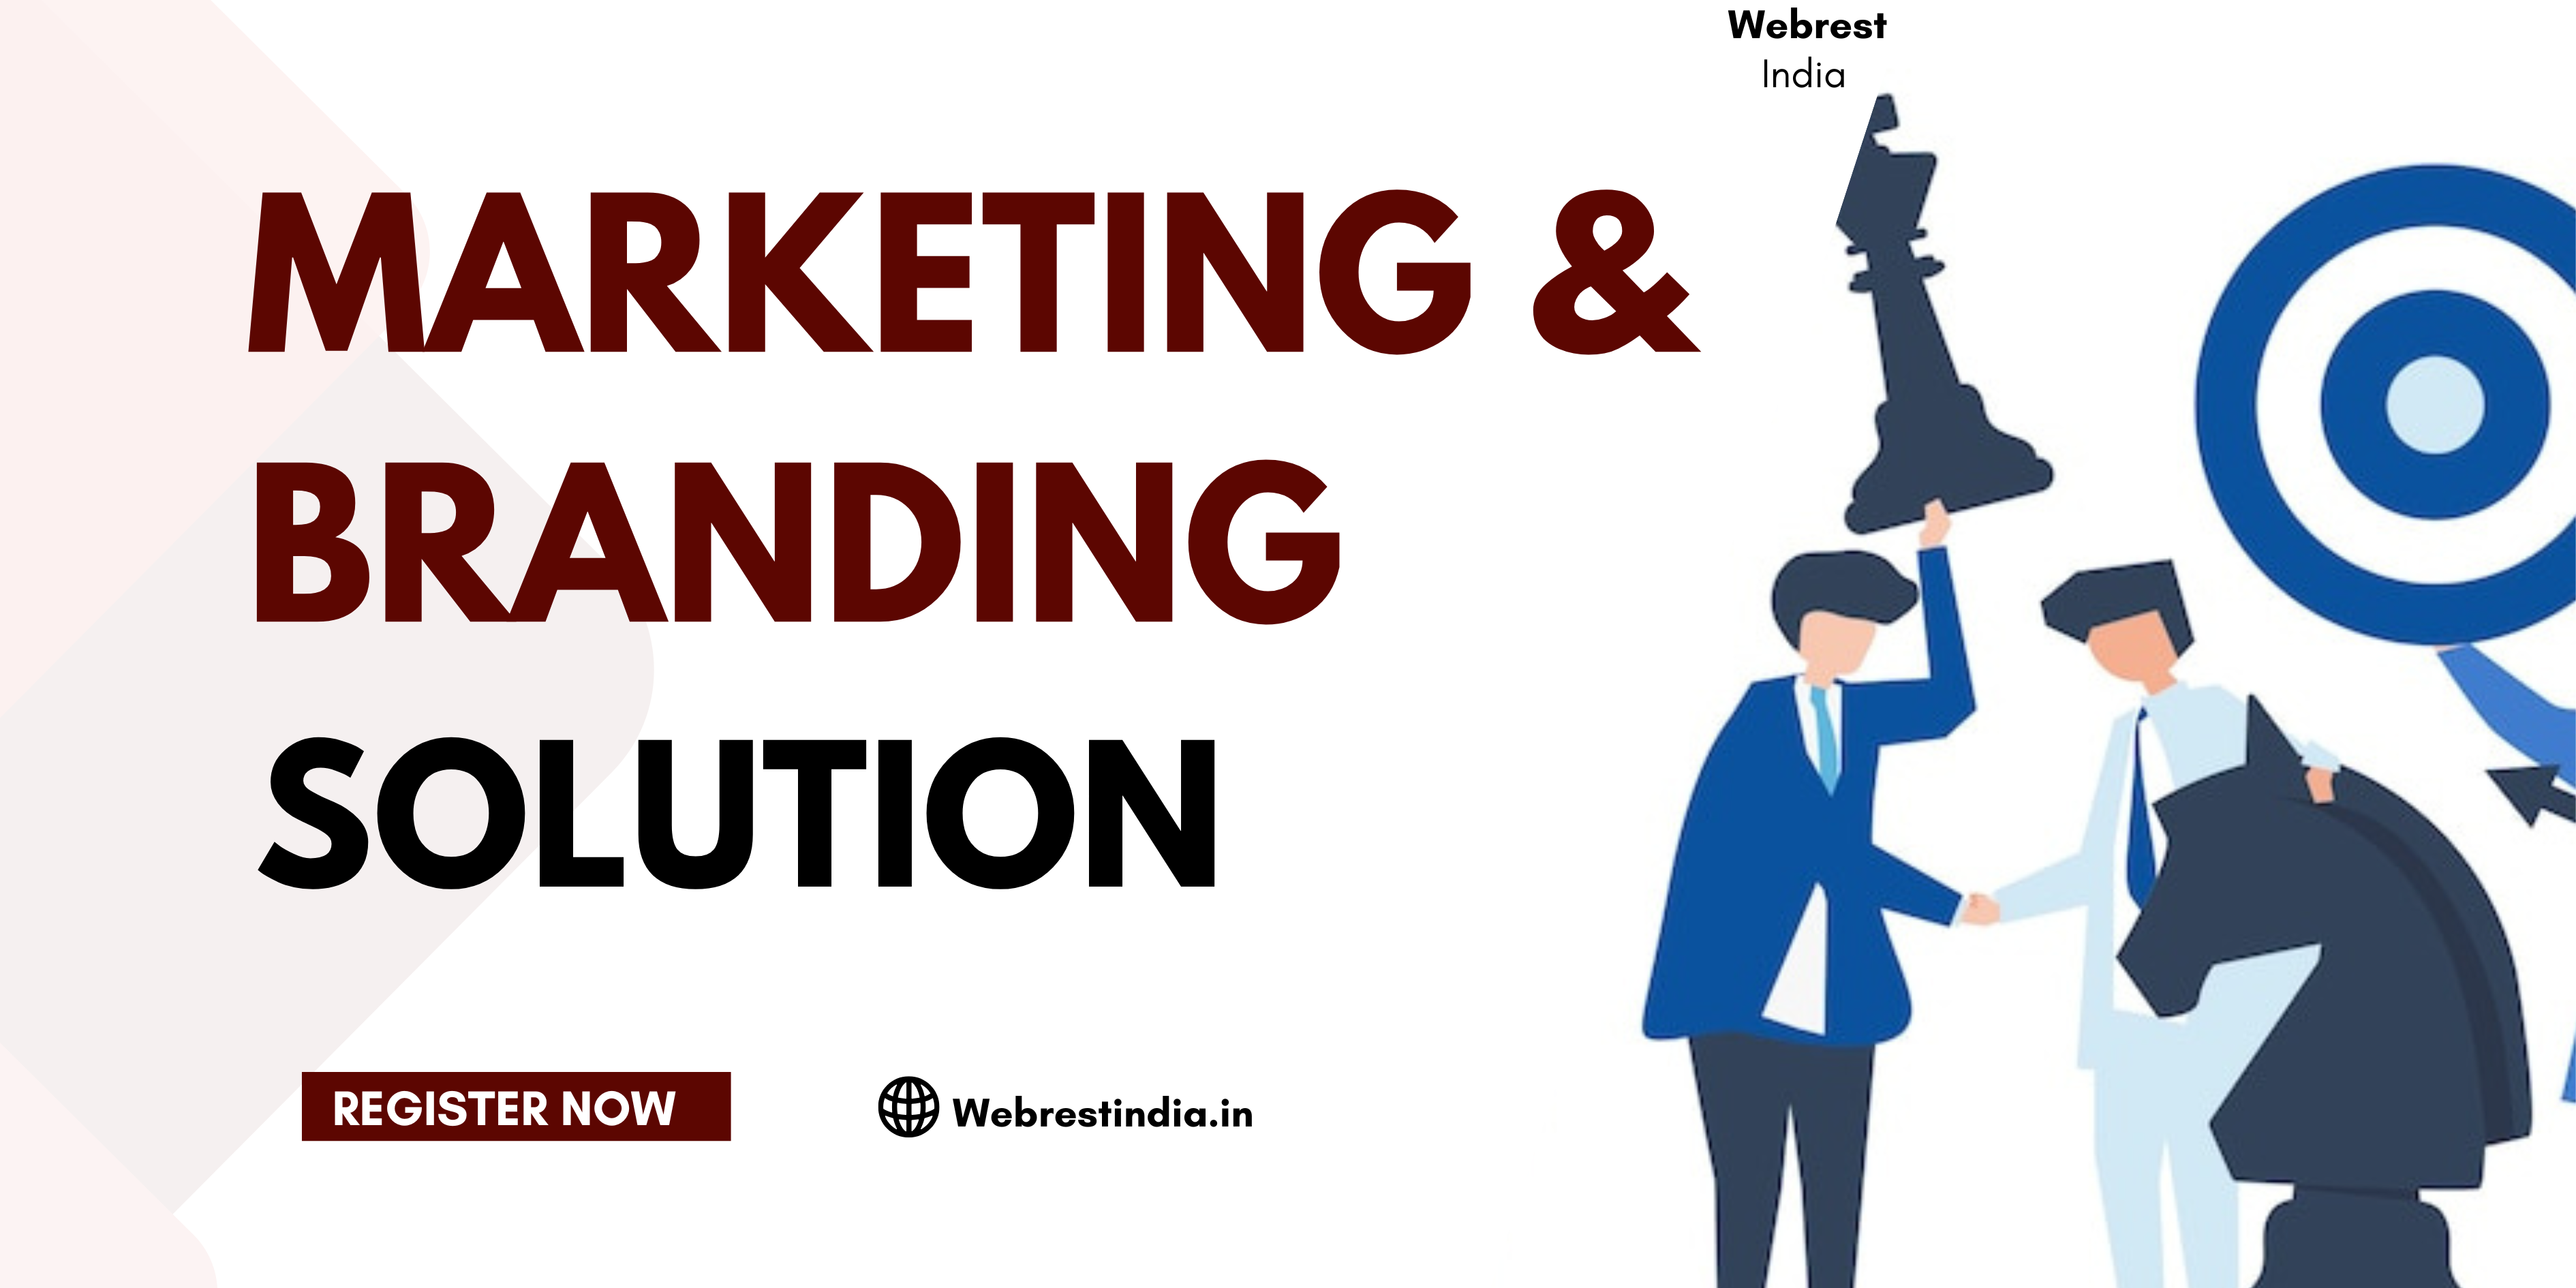 Webrest
India
MARKETING &
BRANDING
SOLUTION
REGISTER NOW
Webrestindia.in